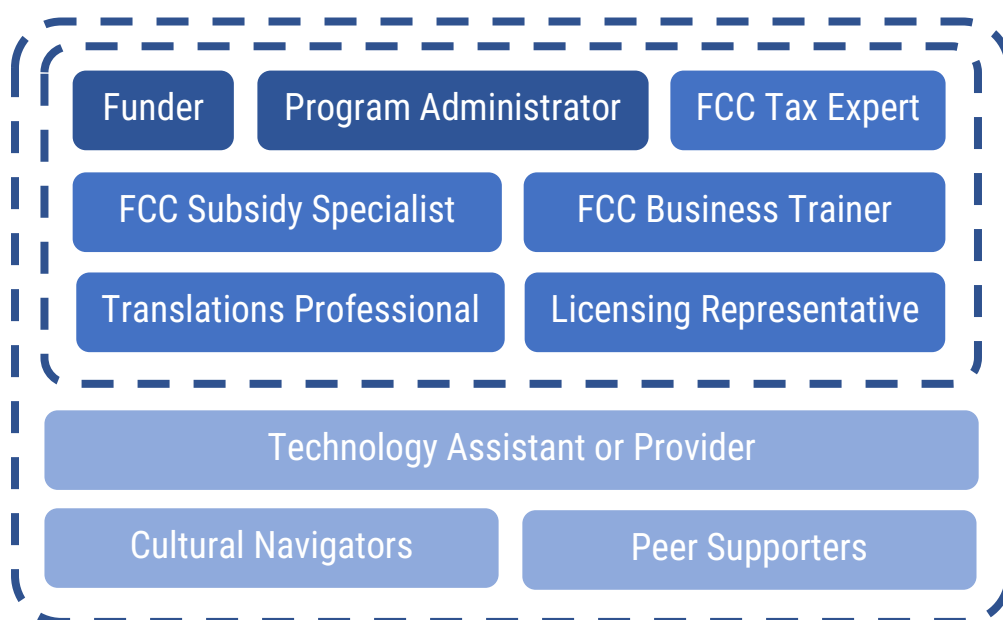 Funder
Program Administrator
FCC Tax Expert
FCC Subsidy Specialist
FCC Business Trainer
Translations Professional
Licensing Representative
Technology Assistant or Provider
Cultural Navigators
Peer Supporters